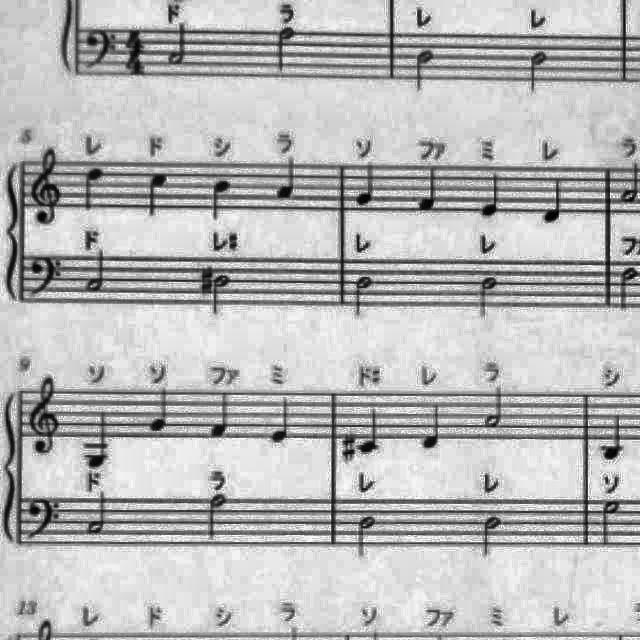 ド ラ レ レ
5
レ ド シ ラ ソ ファ ミ レ ラ
ド レ# レ レ
9
ソ ソ ファ ミ ド# レ ラ シ
ド ラ レ レ ソ
13
レ ド シ ラ ソ ファ ミ レ